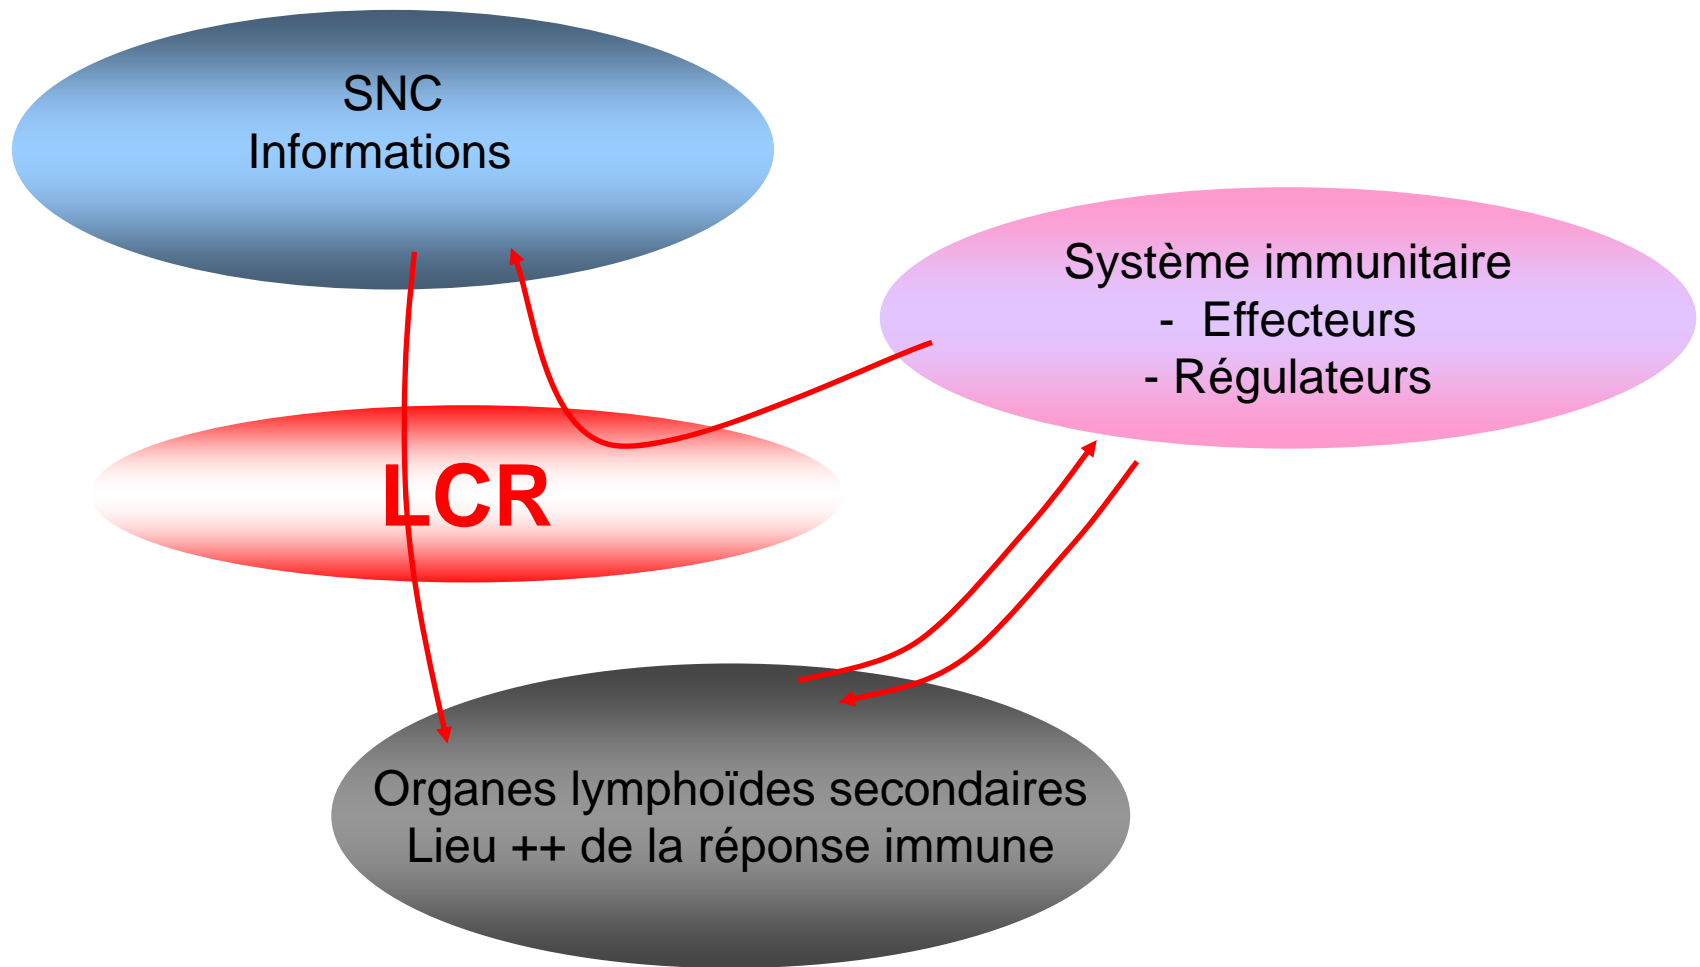 SNC
Informations
Système immunitaire
- Effecteurs
- Régulateurs
LCR
Organes lymphoïdes secondaires
Lieu ++ de la réponse immune